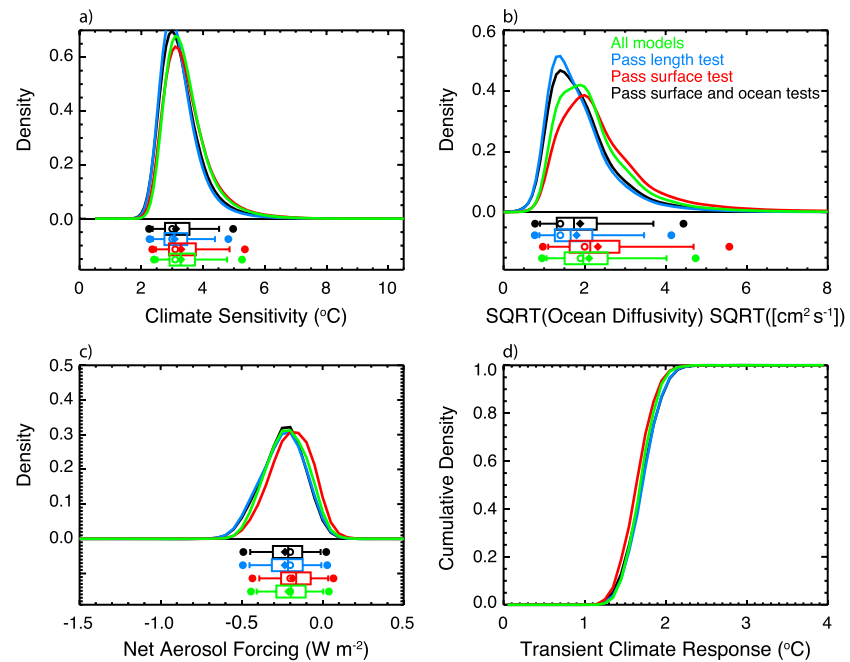 a)
0.6
0.4
0.2
0.0
Density
0
2
4
6
8
10
Climate Sensitivity (°C)
b)
All models
Pass length test
Pass surface test
Pass surface and ocean tests
0.6
0.4
0.2
0.0
Density
0
2
4
6
8
SQRT(Ocean Diffusivity) SQRT([cm² s⁻¹])
c)
0.5
0.4
0.3
0.2
0.1
0.0
Density
-1.5
-1.0
-0.5
0.0
0.5
Net Aerosol Forcing (W m-²)
d)
1.0
0.8
0.6
0.4
0.2
0.0
Cumulative Density
0
1
2
3
4
Transient Climate Response (°C)